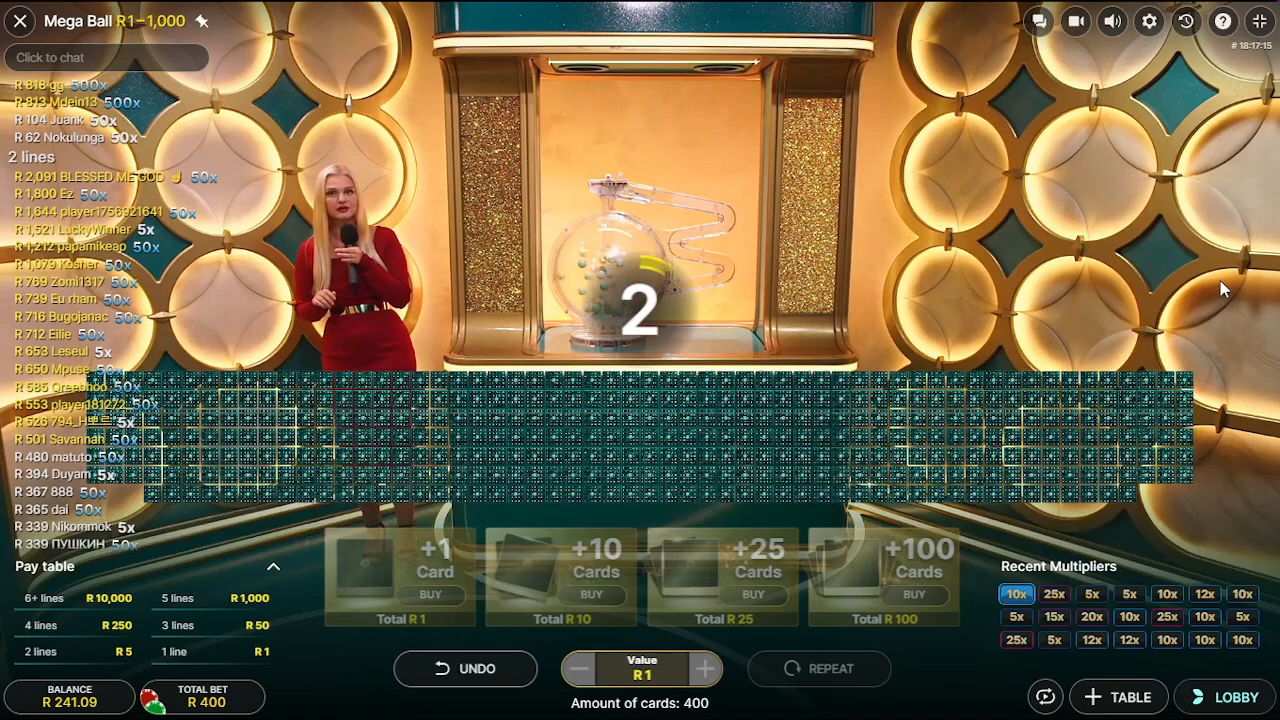 Mega Ball R1–1,000
# 18:17:15
Click to chat
R 818 gg 500x
R 813 Mdein13 500x
R 104 Juank 50x
R 62 Nokulunga 50x
2 lines
R 2,091 BLESSED ME GOD ☝ 50x
R 1,800 Ez 50x
R 1,644 player1756921641 50x
R 1,521 LuckyWinner 5x
R 1,212 papamikeap 50x
R 1,079 Kosher 50x
R 769 Zomi1317 50x
R 739 Eu rham 50x
R 716 Bugojanac 50x
R 712 Ellie 50x
R 653 Leseul 5x
R 650 Mpuse 50x
R 585 Qreebhoo 50x
R 553 player181272.. 50x
5x
R 501 Savannah 50x
R 480 matuto 50x
R 394 Duyam 5x
R 367 888 50x
R 365 dai 50x
R 339 Nikommok 5x
R 339 ПУШКИН 50x
2
Pay table
6+ lines R 10,000 5 lines R 1,000
4 lines R 250 3 lines R 50
2 lines R 5 1 line R 1
+1 Card
BUY
Total R 1
+10 Cards
BUY
Total R 10
+25 Cards
BUY
Total R 25
+100 Cards
BUY
Total R 100
Recent Multipliers
10x 25x 5x 5x 10x 12x 10x
5x 15x 20x 10x 25x 10x 5x
25x 5x 12x 12x 10x 10x 10x
UNDO
Value
R 1
REPEAT
Amount of cards: 400
BALANCE
R 241.09
TOTAL BET
R 400
TABLE
LOBBY